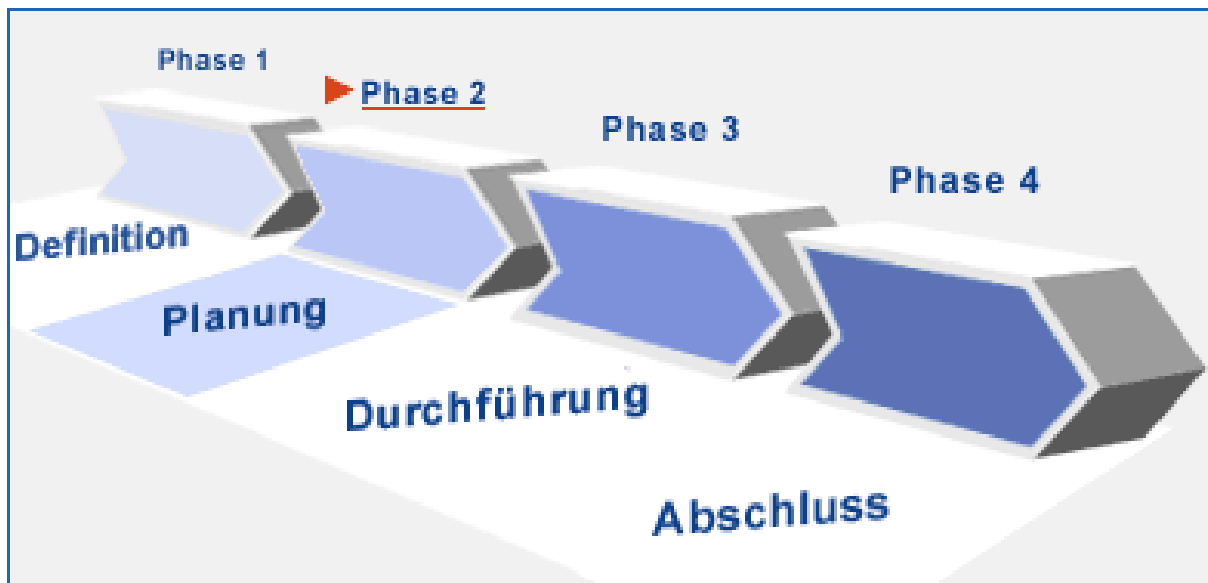 Phase 1
Phase 2
Phase 3
Phase 4
Definition
Planung
Durchführung
Abschluss